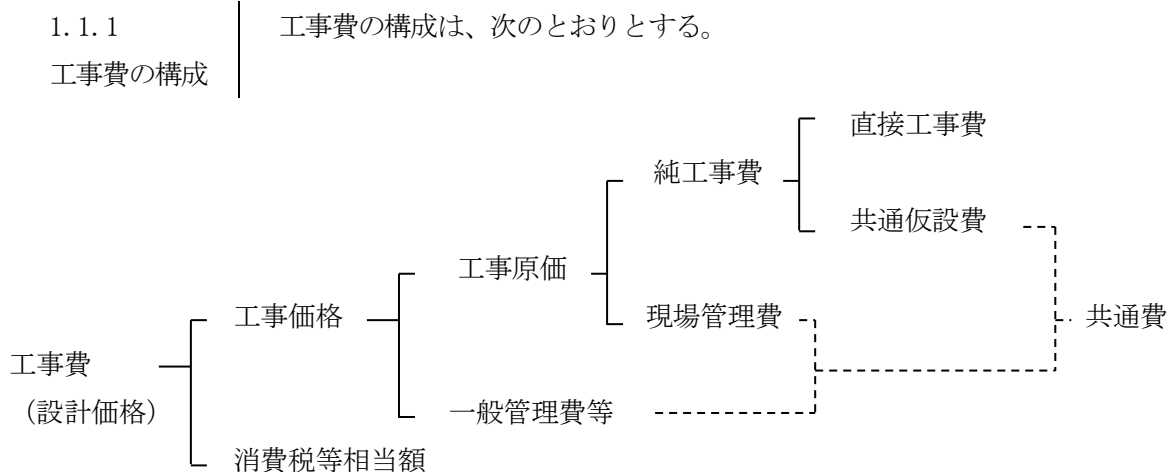 1.1.1
工事費の構成
工事費の構成は、次のとおりとする。
直接工事費
純工事費
共通仮設費
工事原価
工事価格
現場管理費
共通費
工事費
（設計価格）
一般管理費等
消費税等相当額